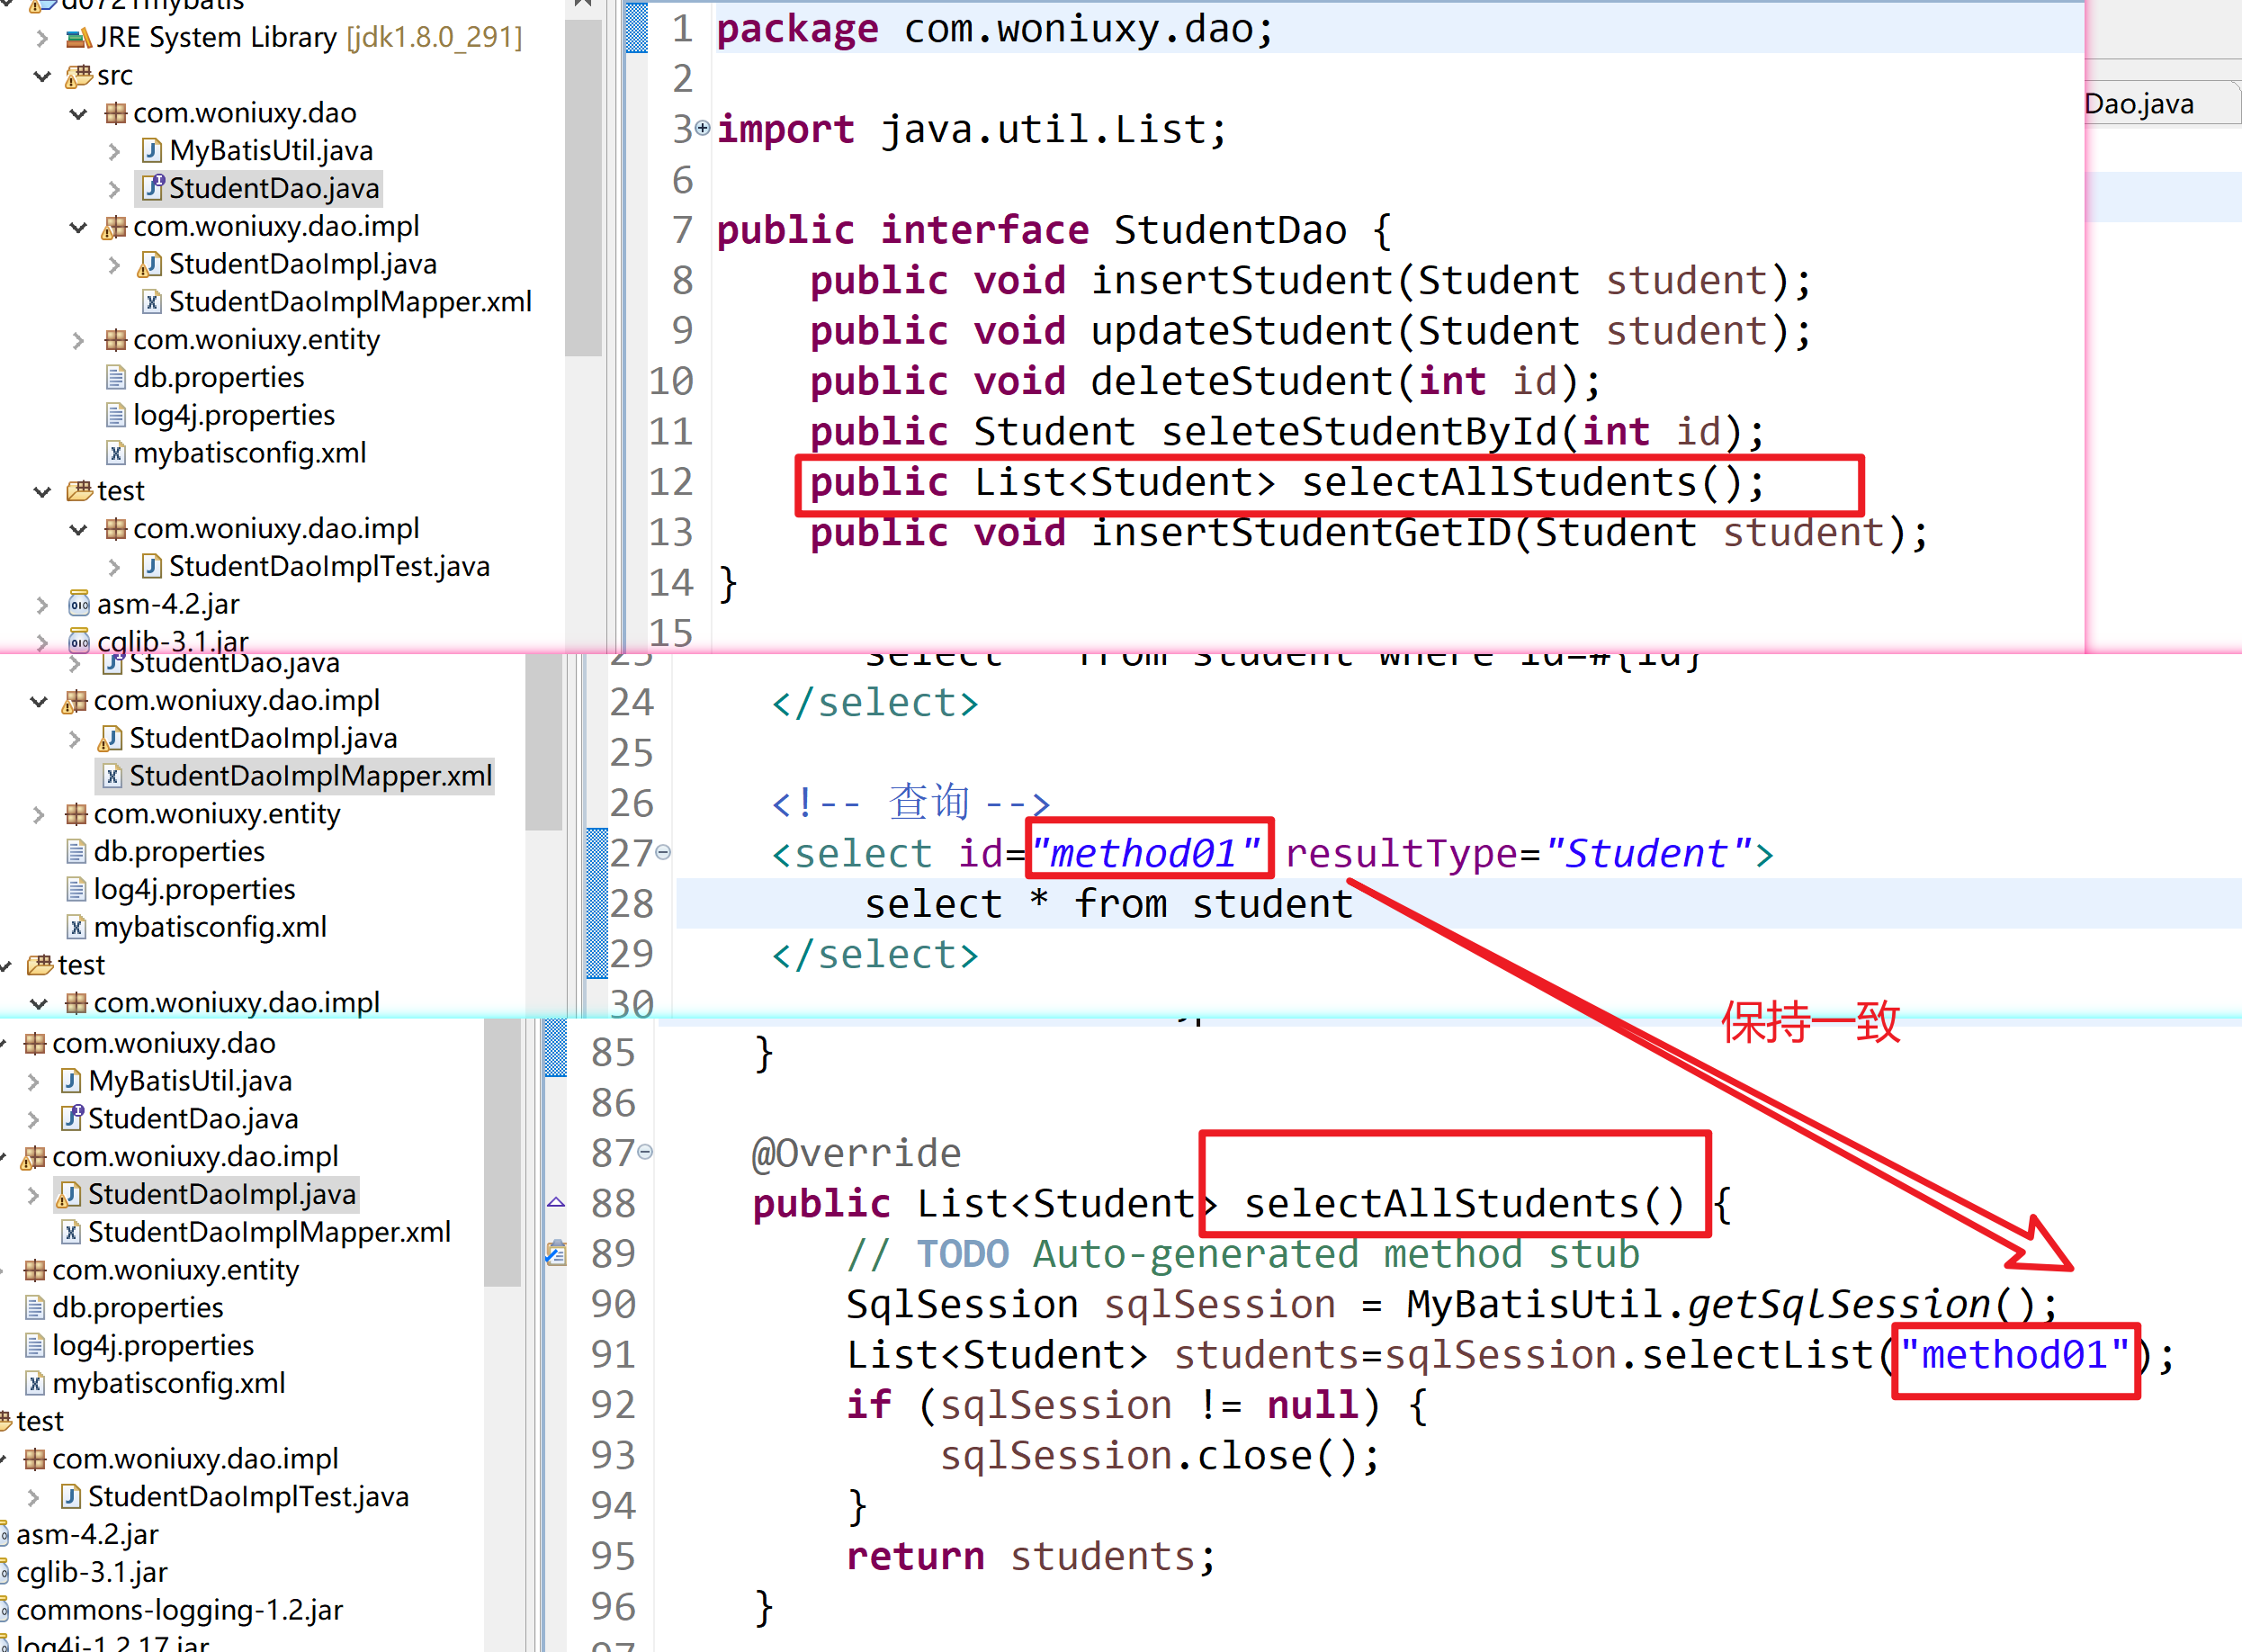 d0721mybatis
JRE System Library [jdk1.8.0_291]
src
com.woniuxy.dao
MyBatisUtil.java
StudentDao.java
com.woniuxy.dao.impl
StudentDaoImpl.java
StudentDaoImplMapper.xml
com.woniuxy.entity
db.properties
log4j.properties
mybatisconfig.xml
test
com.woniuxy.dao.impl
StudentDaoImplTest.java
asm-4.2.jar
cglib-3.1.jar
1 package com.woniuxy.dao;
2
3 import java.util.List;
6
7 public interface StudentDao {
8 public void insertStudent(Student student);
9 public void updateStudent(Student student);
10 public void deleteStudent(int id);
11 public Student seleteStudentById(int id);
12 public List<Student> selectAllStudents();
13 public void insertStudentGetID(Student student);
14 }
15
Dao.java
StudentDao.java
com.woniuxy.dao.impl
StudentDaoImpl.java
StudentDaoImplMapper.xml
com.woniuxy.entity
db.properties
log4j.properties
mybatisconfig.xml
test
com.woniuxy.dao.impl
23 select from student where id=#{id}
24 </select>
25
26 <!-- 查询 -->
27 <select id="method01" resultType="Student">
28 select * from student
29 </select>
30
保持一致
com.woniuxy.dao
MyBatisUtil.java
StudentDao.java
com.woniuxy.dao.impl
StudentDaoImpl.java
StudentDaoImplMapper.xml
com.woniuxy.entity
db.properties
log4j.properties
mybatisconfig.xml
test
com.woniuxy.dao.impl
StudentDaoImplTest.java
asm-4.2.jar
cglib-3.1.jar
commons-logging-1.2.jar
log4j-1.2.17.jar
85 }
86
87 @Override
88 public List<Student> selectAllStudents() {
89 // TODO Auto-generated method stub
90 SqlSession sqlSession = MyBatisUtil.getSqlSession();
91 List<Student> students=sqlSession.selectList("method01");
92 if (sqlSession != null) {
93 sqlSession.close();
94 }
95 return students;
96 }
97